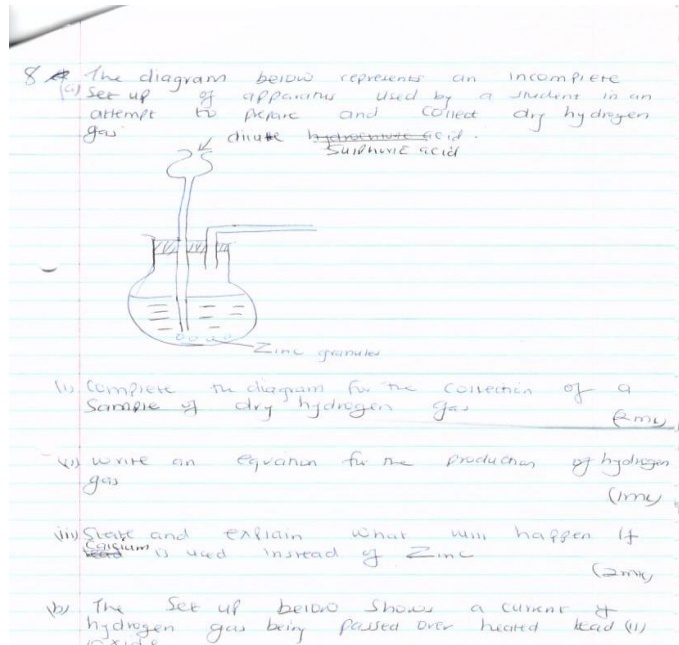 8 The diagram below represents an incomplete
(a) Set up of apparatus used by a student in an
attempt to prepare and collect dry hydrogen
gas
dilute acid.
Sulphuric acid
Zinc granules
(i) Complete the diagram for the collection of a
Sample of dry hydrogen gas
(2mk)
(ii) Write an equation for the production of hydrogen
gas
(1mk)
(iii) State and explain what will happen if
Calcium is used instead of Zinc
(2mk)
(b) The Set up below shows a current of
hydrogen gas being passed over heated lead (II)
oxide